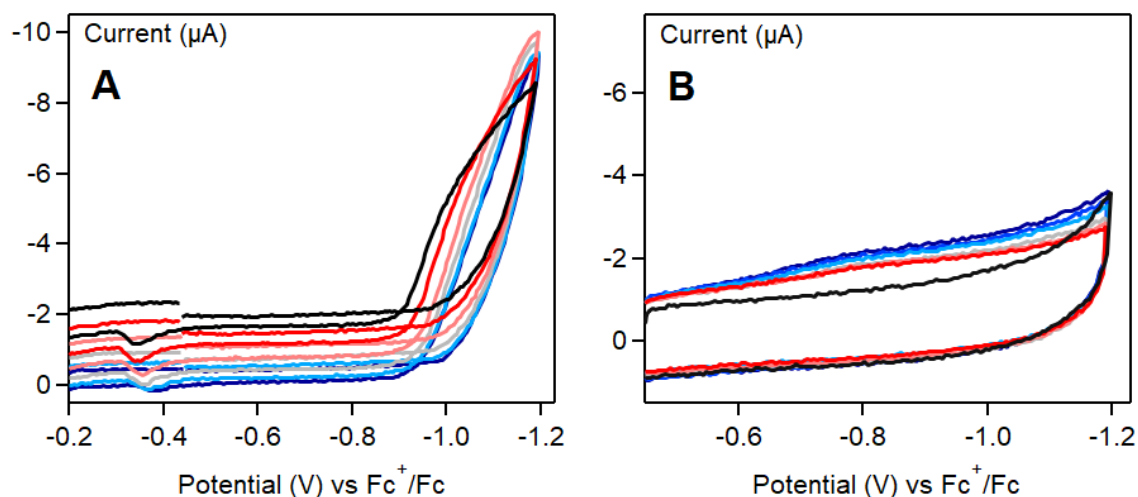 Current (µA)
A
-10
-8
-6
-4
-2
0
-0.2 -0.4 -0.6 -0.8 -1.0 -1.2
Potential (V) vs Fc+/Fc
Current (µA)
B
-6
-4
-2
0
-0.6 -0.8 -1.0 -1.2
Potential (V) vs Fc+/Fc